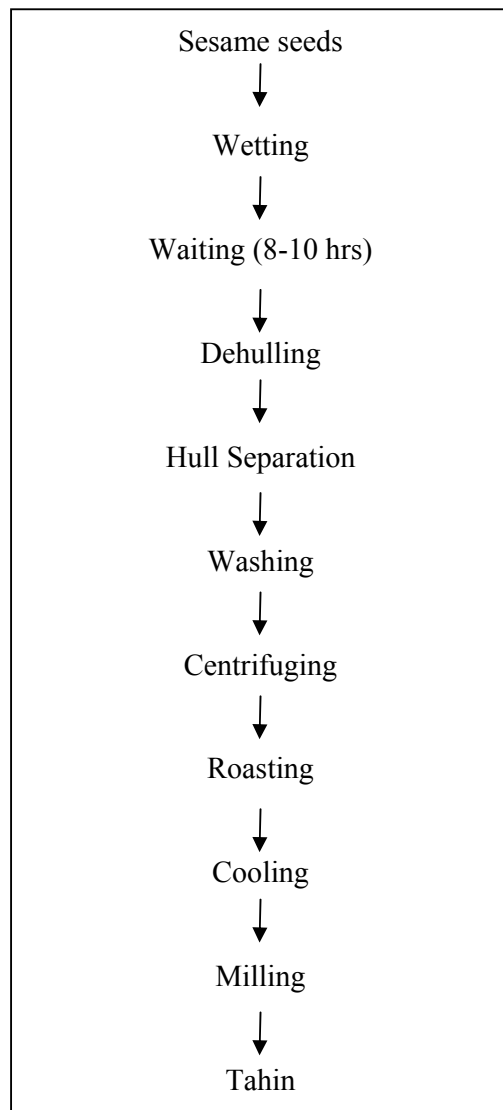 Sesame seeds
Wetting
Waiting (8-10 hrs)
Dehulling
Hull Separation
Washing
Centrifuging
Roasting
Cooling
Milling
Tahin